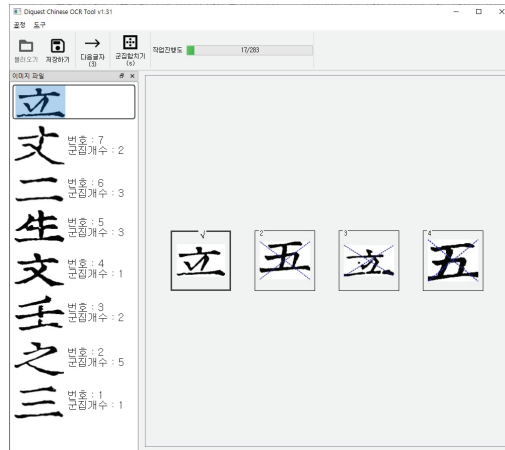 Diquest Chinese OCR Tool v1.31
공정 도구
불러오기 저장하기 다음글자 (3) 군집합치기 (s) 작업진행도 17/283
이미지 파일
立
丈 번호 : 7
군집개수 : 2
二 번호 : 6
군집개수 : 3
生 번호 : 5
군집개수 : 3
文 번호 : 4
군집개수 : 1
壬 번호 : 3
군집개수 : 2
之 번호 : 2
군집개수 : 5
三 번호 : 1
군집개수 : 1
√ 2 3 4
立 五 立 五